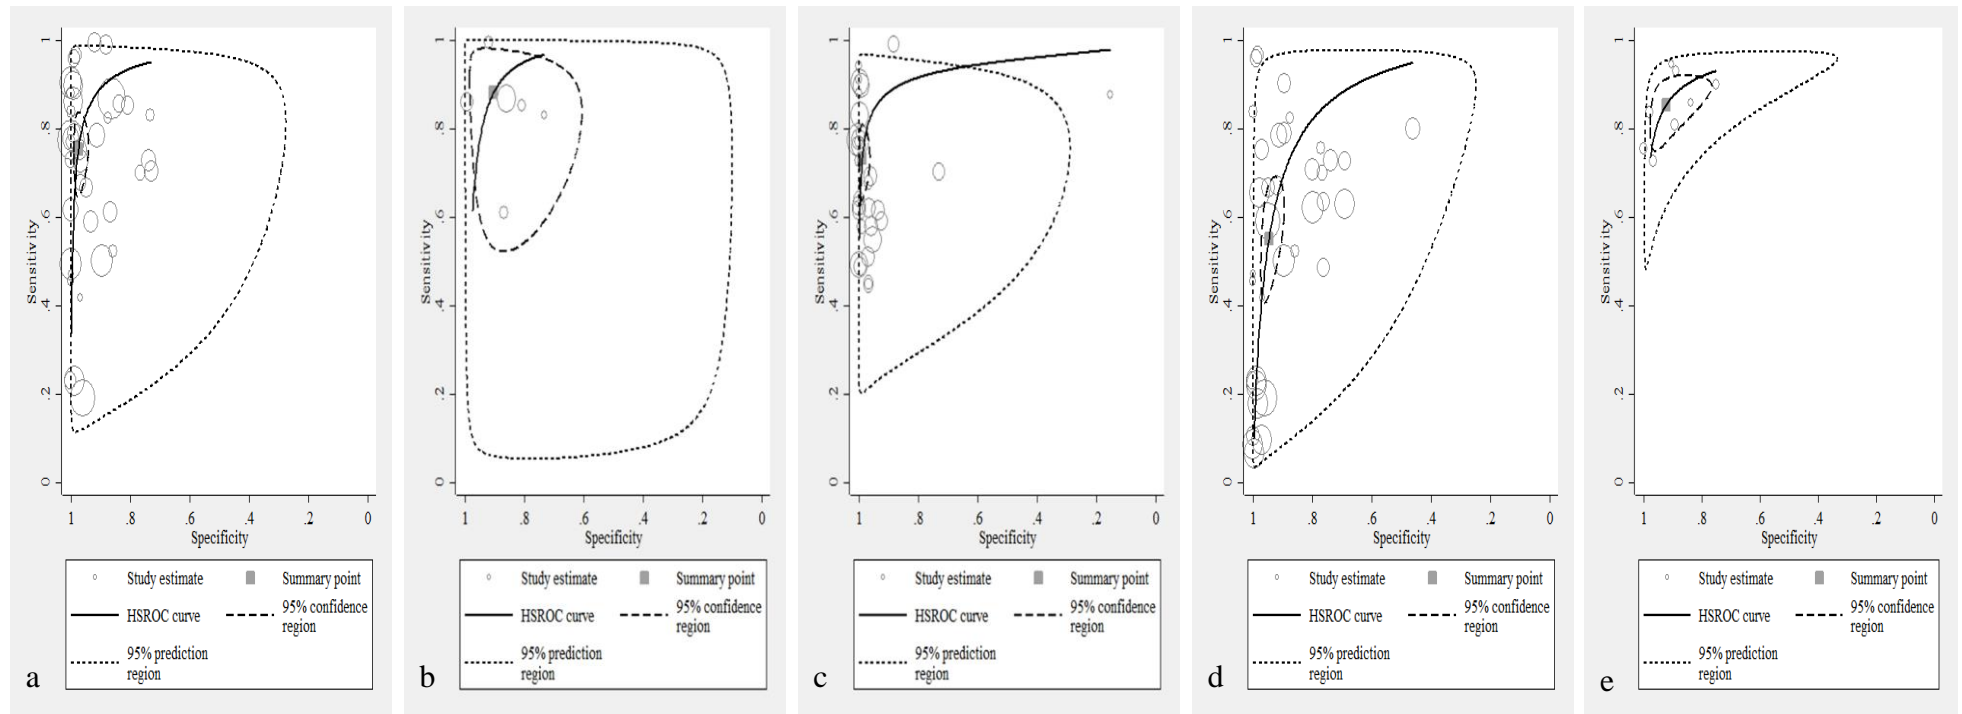 1
.8
.6
.4
.2
0
Sensitivity
1 .8 .6 .4 .2 0
Specificity
Study estimate Summary point
HSROC curve 95% confidence
region
95% prediction
region
a
1
.8
.6
.4
.2
0
Sensitivity
1 .8 .6 .4 .2 0
Specificity
Study estimate Summary point
HSROC curve 95% confidence
region
95% prediction
region
b
1
.8
.6
.4
.2
0
Sensitivity
1 .8 .6 .4 .2 0
Specificity
Study estimate Summary point
HSROC curve 95% confidence
region
95% prediction
region
c
1
.8
.6
.4
.2
0
Sensitivity
1 .8 .6 .4 .2 0
Specificity
Study estimate Summary point
HSROC curve 95% confidence
region
95% prediction
region
d
1
.8
.6
.4
.2
0
Sensitivity
1 .8 .6 .4 .2 0
Specificity
Study estimate Summary point
HSROC curve 95% confidence
region
95% prediction
region
e